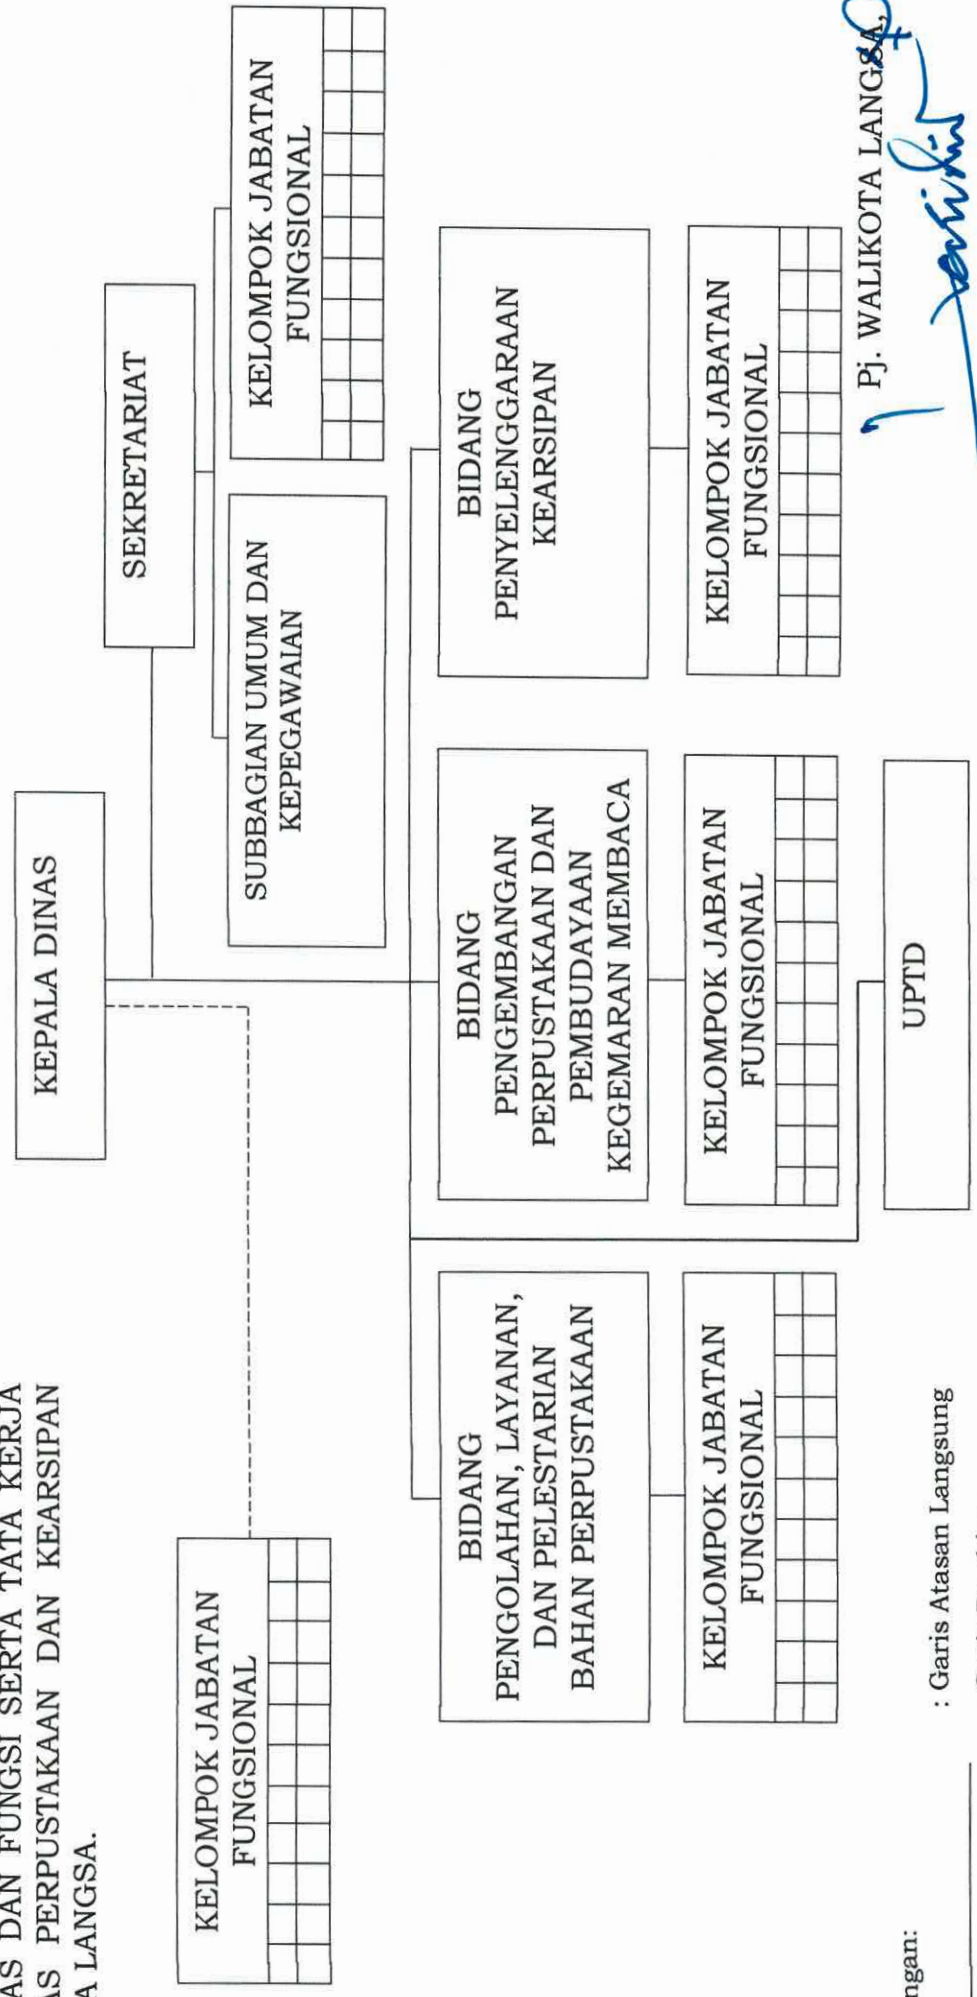 DAN FUNGSI SERTA TATA KERJA
PERPUSTAKAAN DAN KEARSIPAN
LANGSA.
KEPALA DINAS
SEKRETARIAT
KELOMPOK JABATAN
FUNGSIONAL
SUBBAGIAN UMUM DAN
KEPEGAWAIAN
KELOMPOK JABATAN
FUNGSIONAL
BIDANG
PENGOLAHAN, LAYANAN,
DAN PELESTARIAN
BAHAN PERPUSTAKAAN
BIDANG
PENGEMBANGAN
PERPUSTAKAAN DAN
PEMBUDAYAAN
KEGEMARAN MEMBACA
BIDANG
PENYELENGGARAAN
KEARSIPAN
KELOMPOK JABATAN
FUNGSIONAL
KELOMPOK JABATAN
FUNGSIONAL
KELOMPOK JABATAN
FUNGSIONAL
UPTD
Pj. WALIKOTA LANGSA,
ngan:
: Garis Atasan Langsung